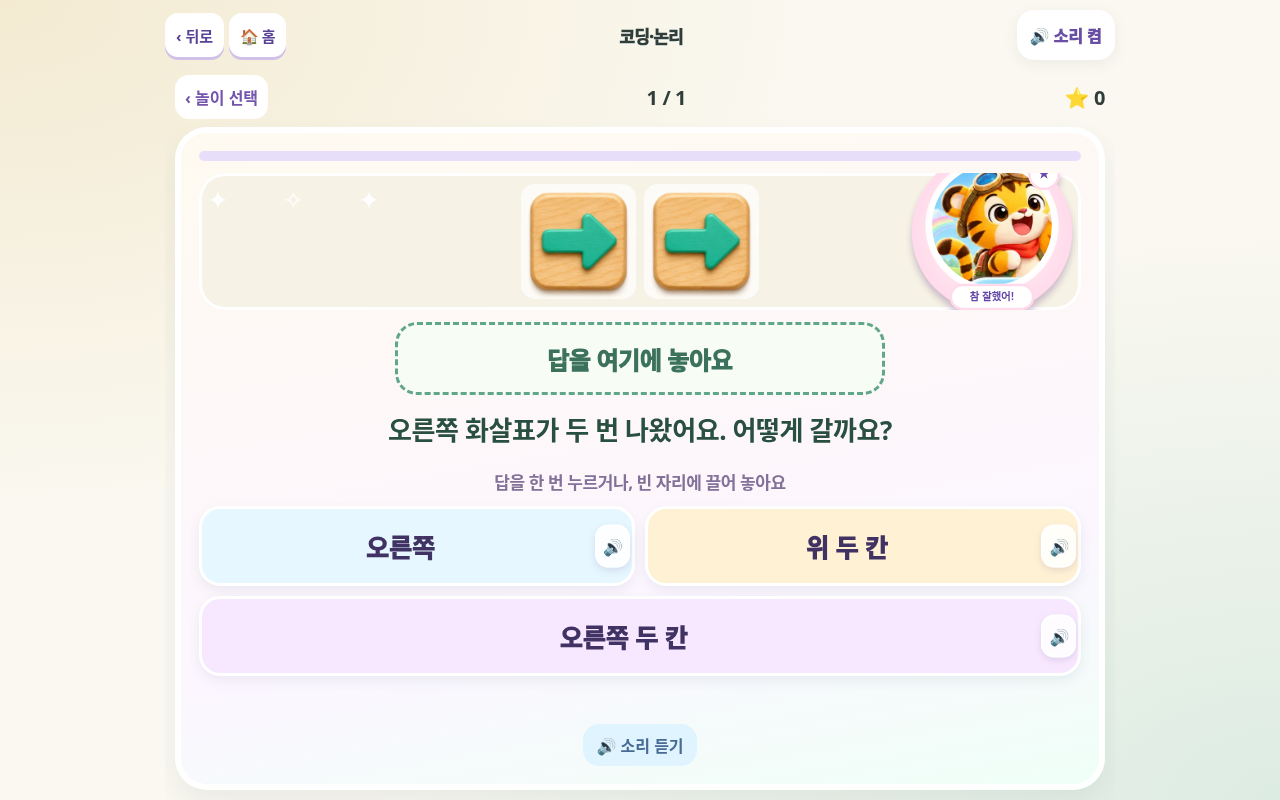 ‹ 뒤로
🏠 홈
코딩·논리
🔊 소리 켬
‹ 놀이 선택
1 / 1
⭐ 0
참 잘했어!
답을 여기에 놓아요
오른쪽 화살표가 두 번 나왔어요. 어떻게 갈까요?
답을 한 번 누르거나, 빈 자리에 끌어 놓아요
오른쪽
위 두 칸
오른쪽 두 칸
🔊 소리 듣기